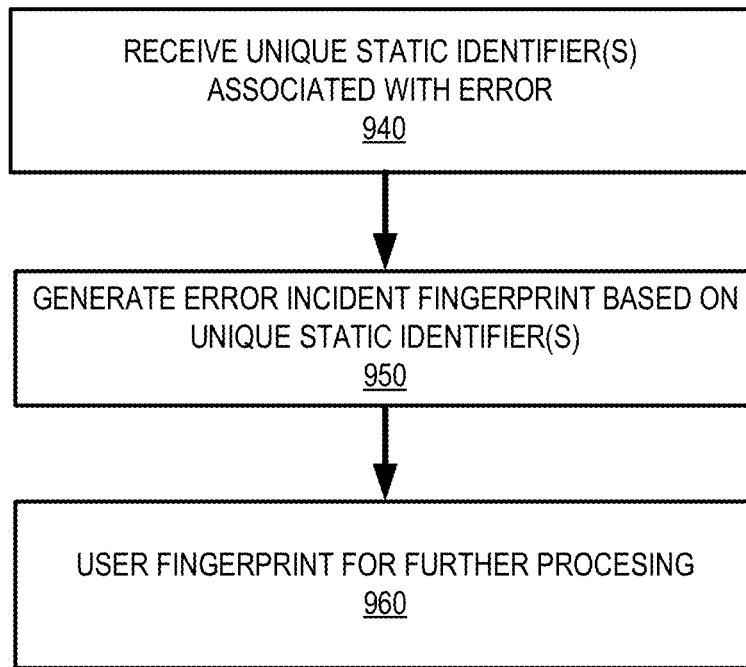 RECEIVE UNIQUE STATIC IDENTIFIER(S)
ASSOCIATED WITH ERROR
940
GENERATE ERROR INCIDENT FINGERPRINT BASED ON
UNIQUE STATIC IDENTIFIER(S)
950
USER FINGERPRINT FOR FURTHER PROCESING
960